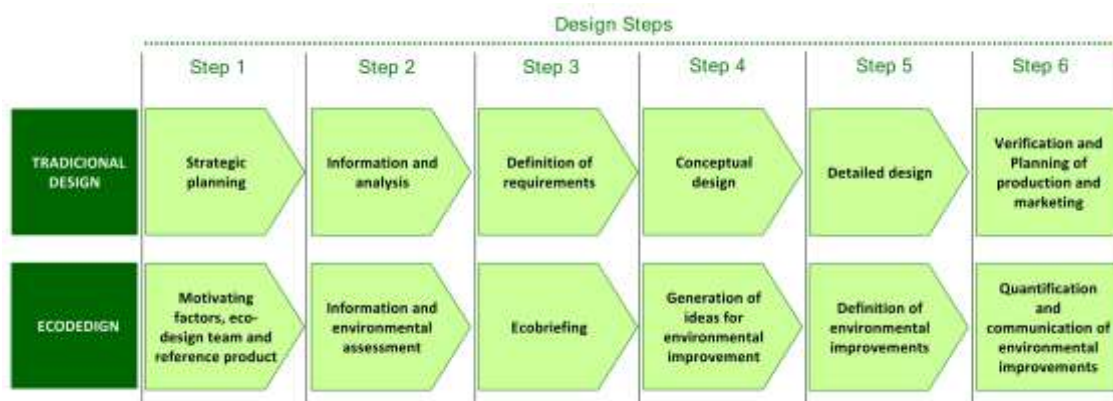 Design Steps
Step 1
Step 2
Step 3
Step 4
Step 5
Step 6
TRADICIONAL
DESIGN
Strategic
planning
Information and
analysis
Definition of
requirements
Conceptual
design
Detailed design
Verification and
Planning of
production and
marketing
ECODEDIGN
Motivating
factors, eco-
design team and
reference product
Information and
environmental
assessment
Ecobriefing
Generation of
ideas for
environmental
improvement
Definition of
environmental
improvements
Quantification
and
communication of
environmental
improvements